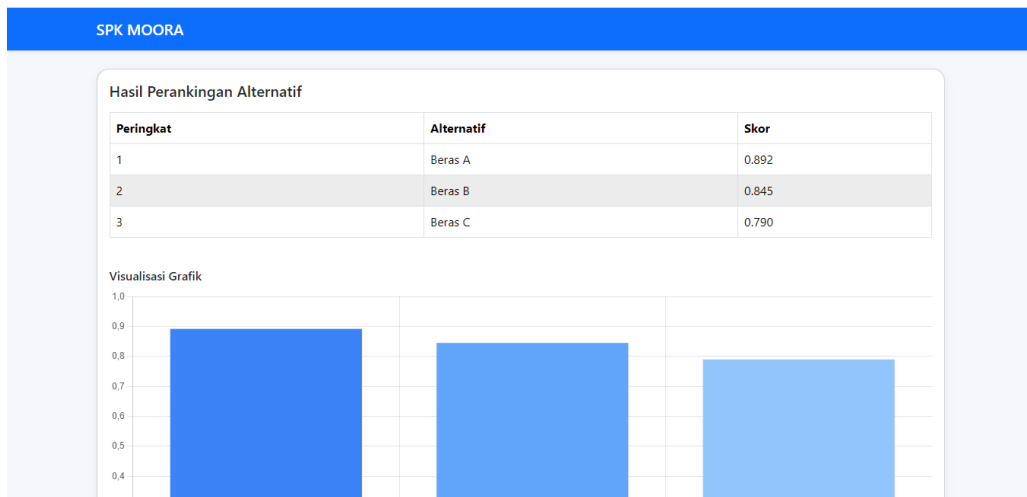 SPK MOORA
Hasil Perankingan Alternatif
Peringkat Alternatif Skor
1 Beras A 0.892
2 Beras B 0.845
3 Beras C 0.790
Visualisasi Grafik
1,0
0,9
0,8
0,7
0,6
0,5
0,4